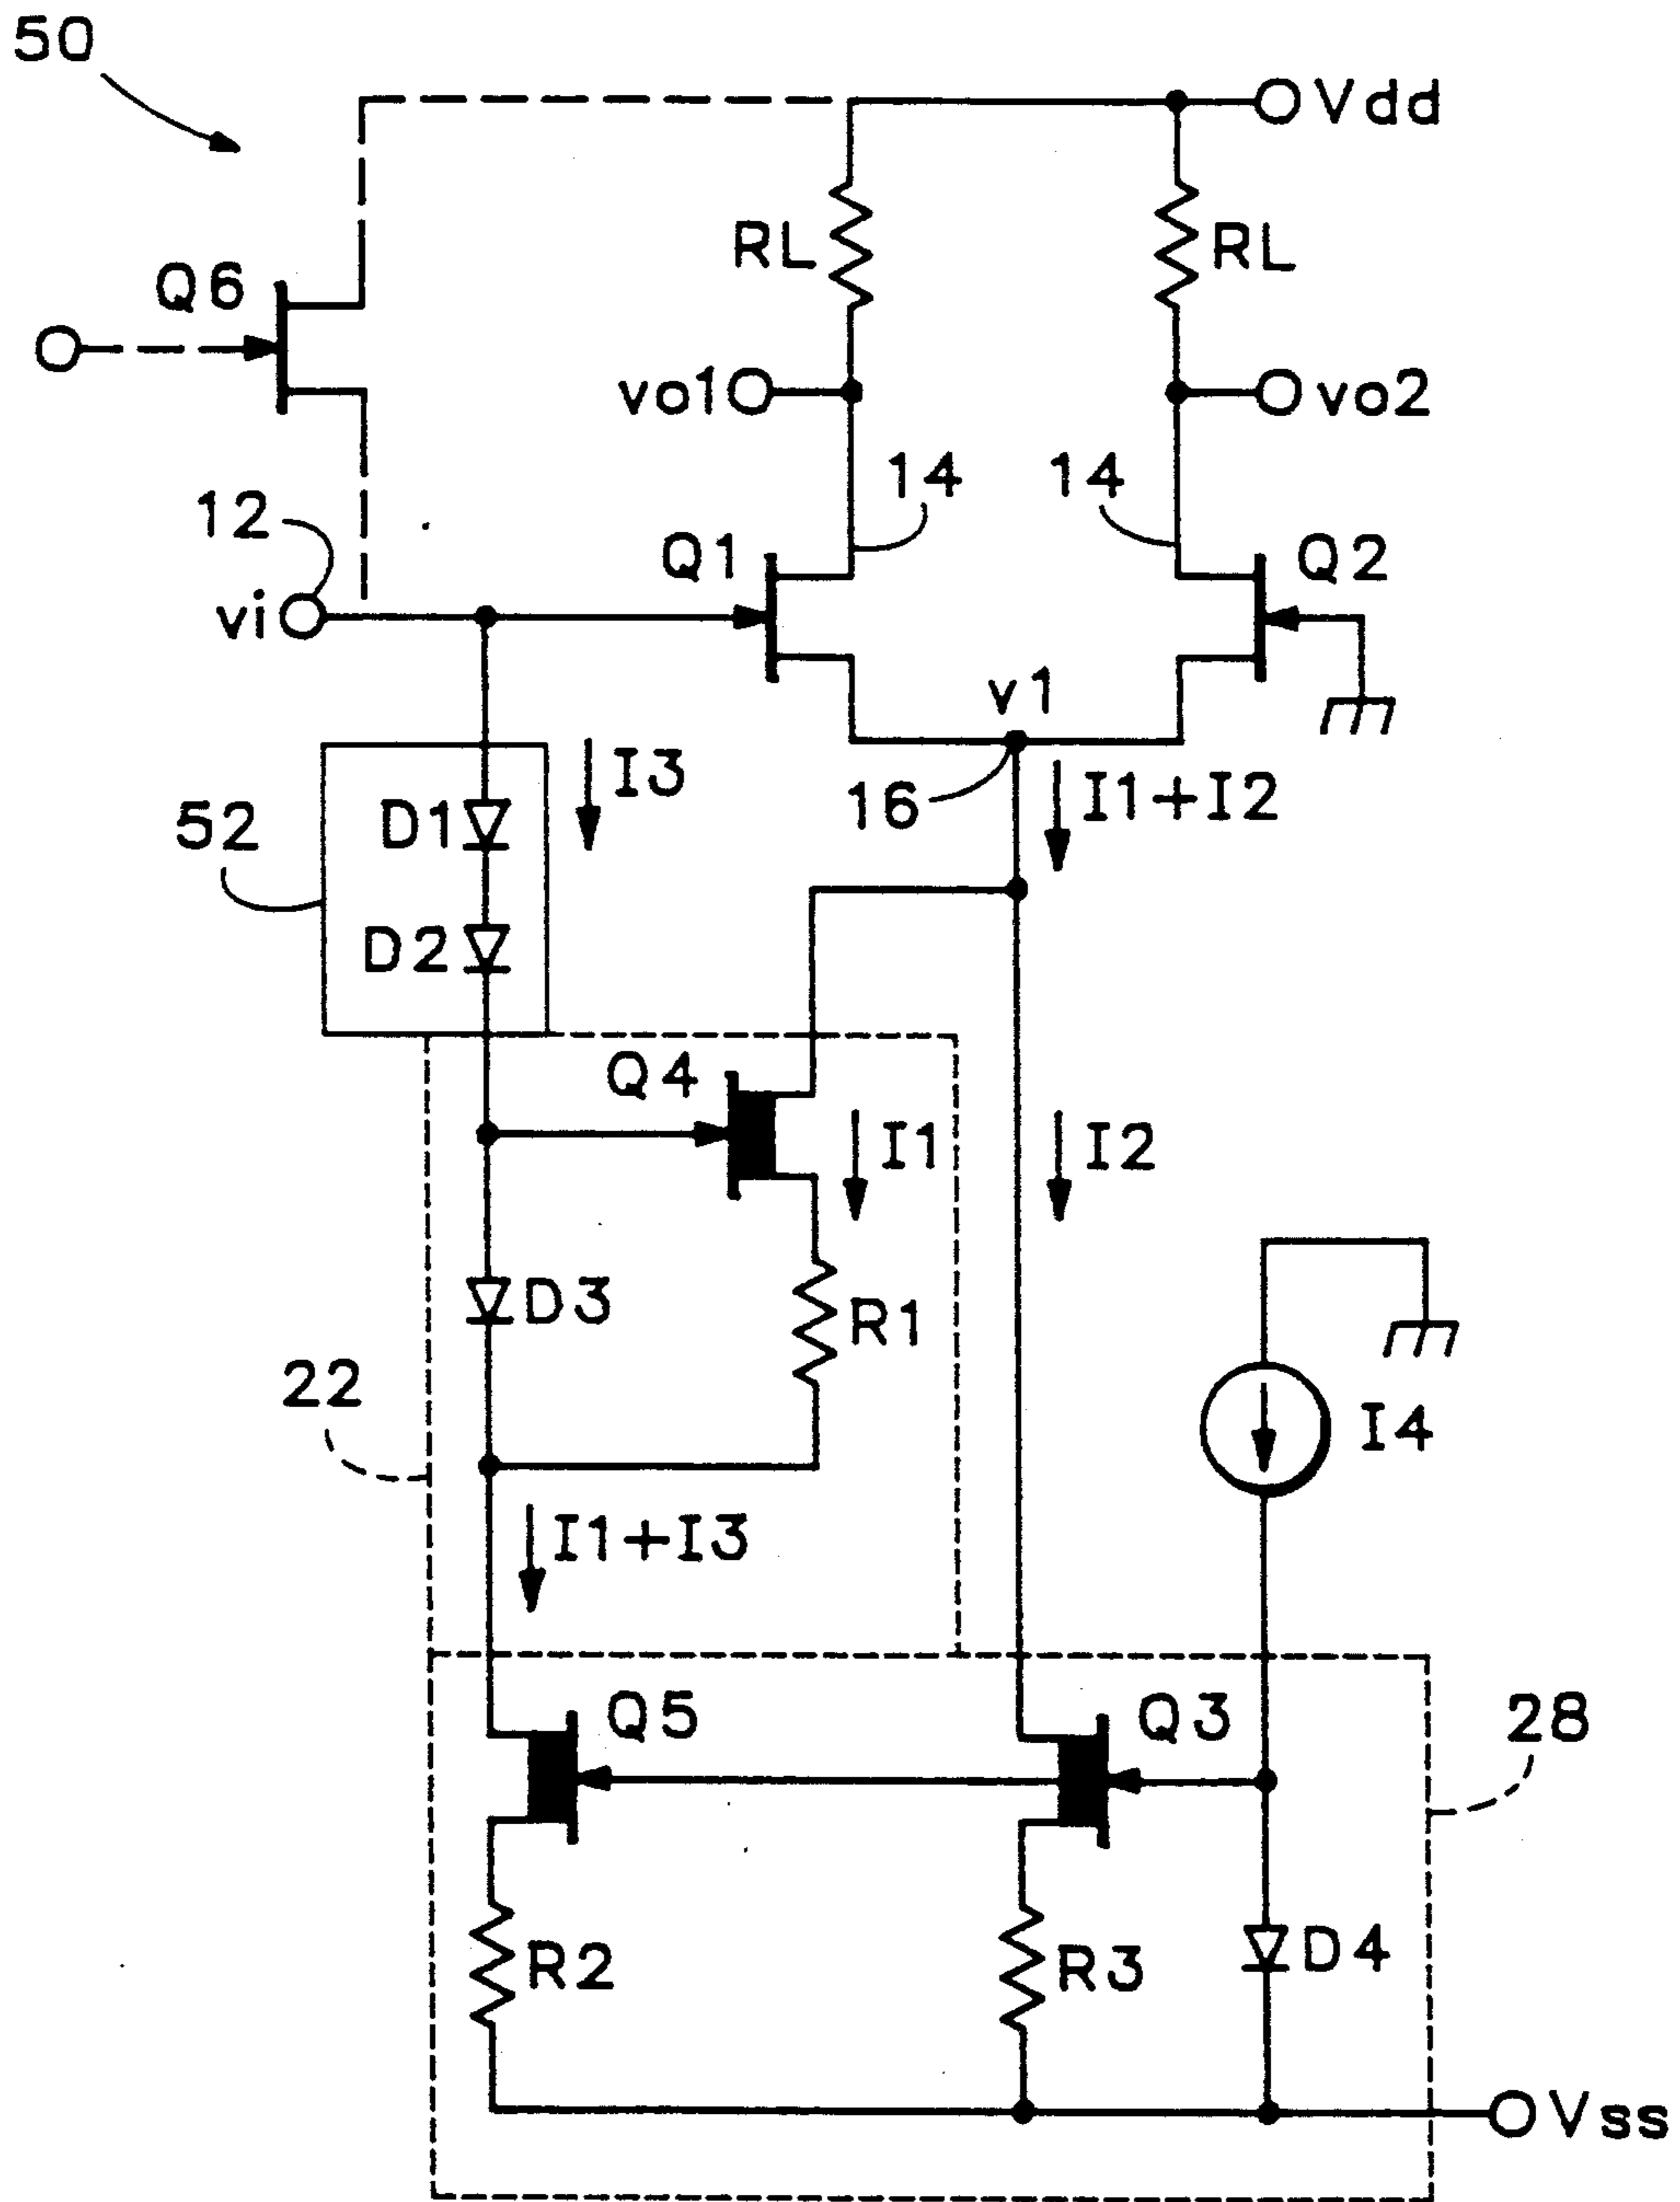 50
Vdd
RL
RL
Q6
vo1
vo2
12
14
14
Q1
Q2
vi
v1
I3
16
I1+I2
52
D1
D2
Q4
I1
I2
D3
R1
22
I4
I1+I3
Q5
Q3
28
R2
R3
D4
Vss